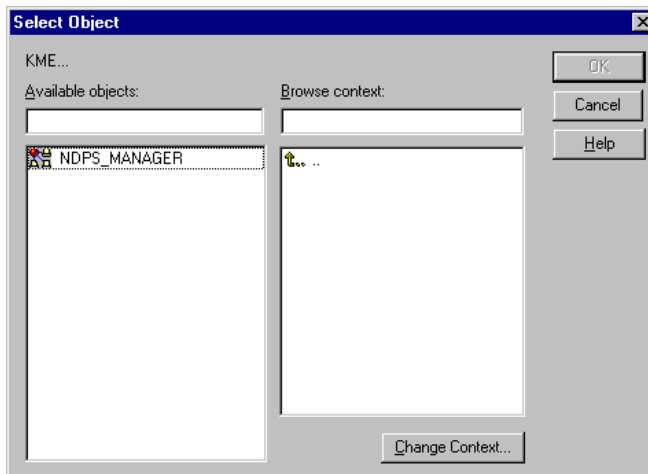 Select Object
KME...
Available objects:
Browse context:
NDPS_MANAGER
..
OK
Cancel
Help
Change Context...